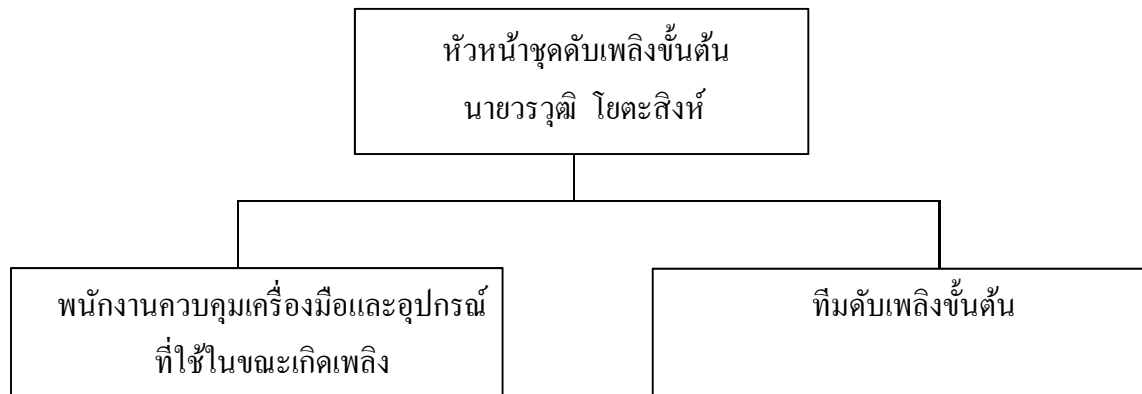 หัวหน้าชุดดับเพลิงขั้นต้น
นายวรวุฒิ โยตะสิงห์
พนักงานควบคุมเครื่องมือและอุปกรณ์
ที่ใช้ในขณะเกิดเพลิง
ทีมดับเพลิงขั้นต้น